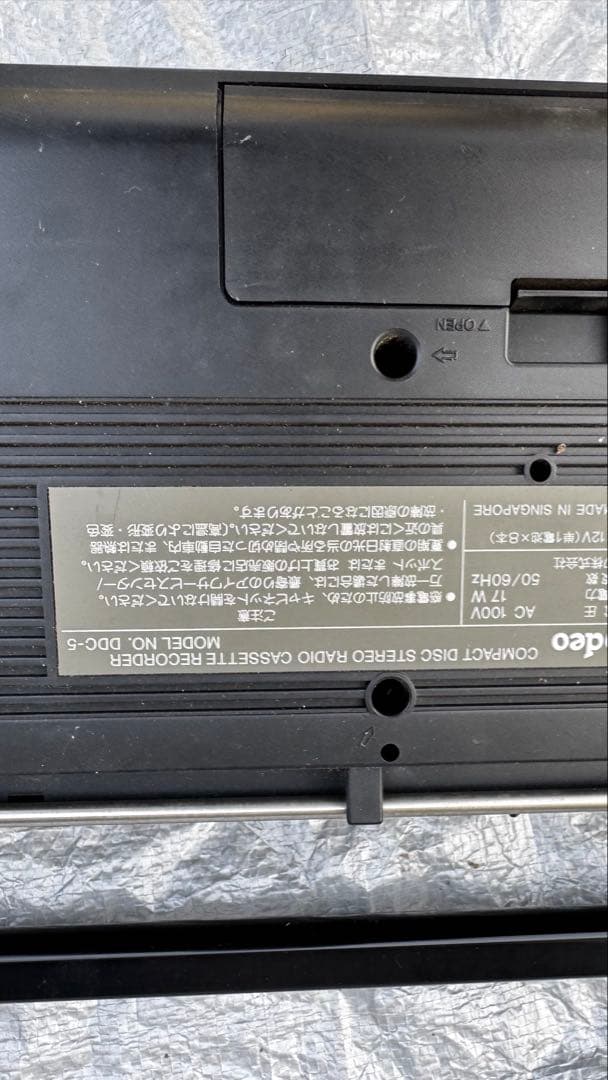 deo
COMPACT DISC STEREO RADIO CASSETTE RECORDER
MODEL NO. DDC-5
圧 AC 100V
電力 17 W
数 50/60Hz
株式会社
12V(単1電池×8本)
MADE IN SINGAPORE
ご注意
●感電事故防止のため、キャビネットを開けないでください。
万一故障した場合には、最寄りのアイワサービスセンター/
スポット または お買上げの販売店に修理をご依頼ください。
●夏期の直射日光の当る所や閉め切った自動車内、または熱器
具の近くには放置しないでください。(高温により変形・変色
・故障の原因になることがあります。
▽OPEN